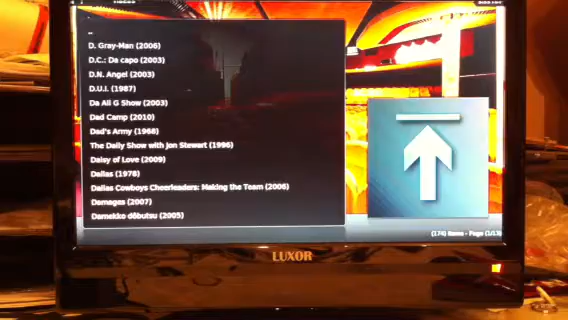 ..
D. Gray-Man (2006)
D.C.: Da capo (2003)
D.N. Angel (2003)
D.U.I. (1987)
Da Ali G Show (2003)
Dad Camp (2010)
Dad's Army (1968)
The Daily Show with Jon Stewart (1996)
Daisy of Love (2009)
Dallas (1978)
Dallas Cowboys Cheerleaders: Making the Team (2006)
Damages (2007)
Damekko dôbutsu (2005)
(174) Items - Page (1/13)
LUXOR